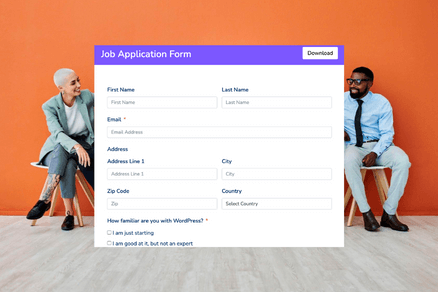 Job Application Form
Download
First Name
Last Name
First Name
Last Name
Email *
Email Address
Address
Address Line 1
City
Address Line 1
City
Zip Code
Country
Zip
Select Country
How familiar are you with WordPress? *
I am just starting
I am good at it, but not an expert